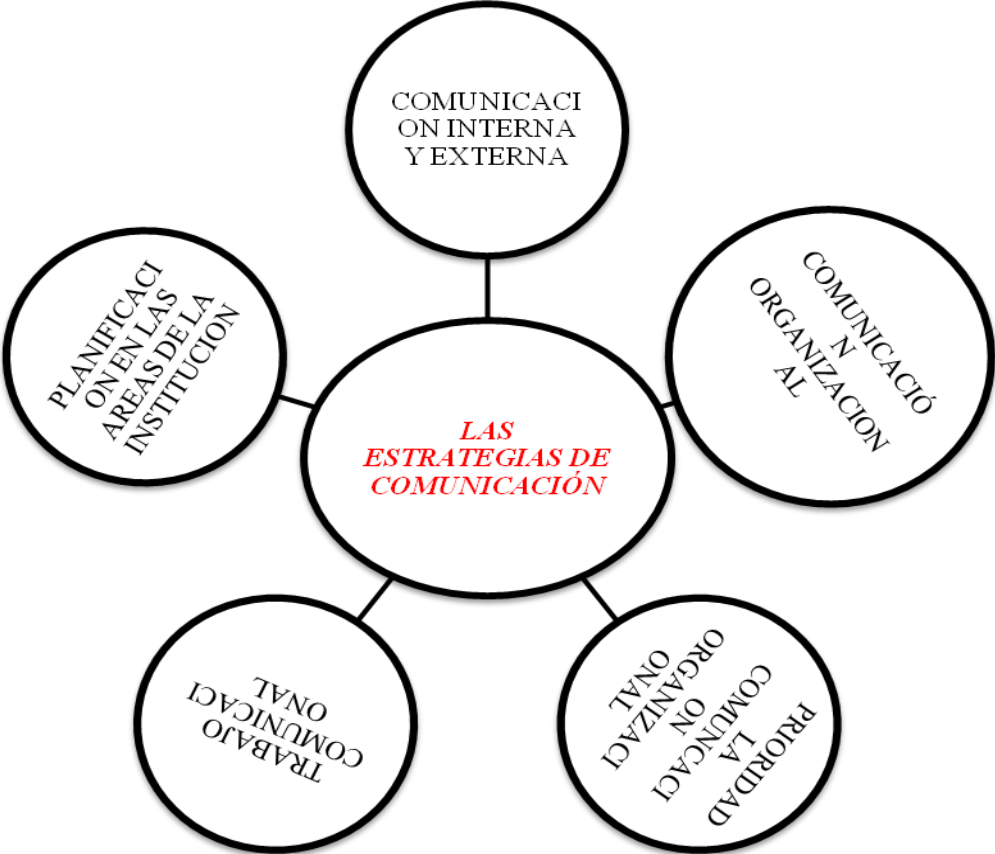 COMUNICACI
ON INTERNA
Y EXTERNA
COMUNICACIÓ
N
ORGANIZACION
AL
PRIORIDAD
LA
COMUNCACI
ON
ORGANIZACI
ONAL
TRABAJO
COMUNICACI
ONAL
PLANIFICACI
ON EN LAS
AREAS DE LA
INSTITUCION
LAS
ESTRATEGIAS DE
COMUNICACIÓN